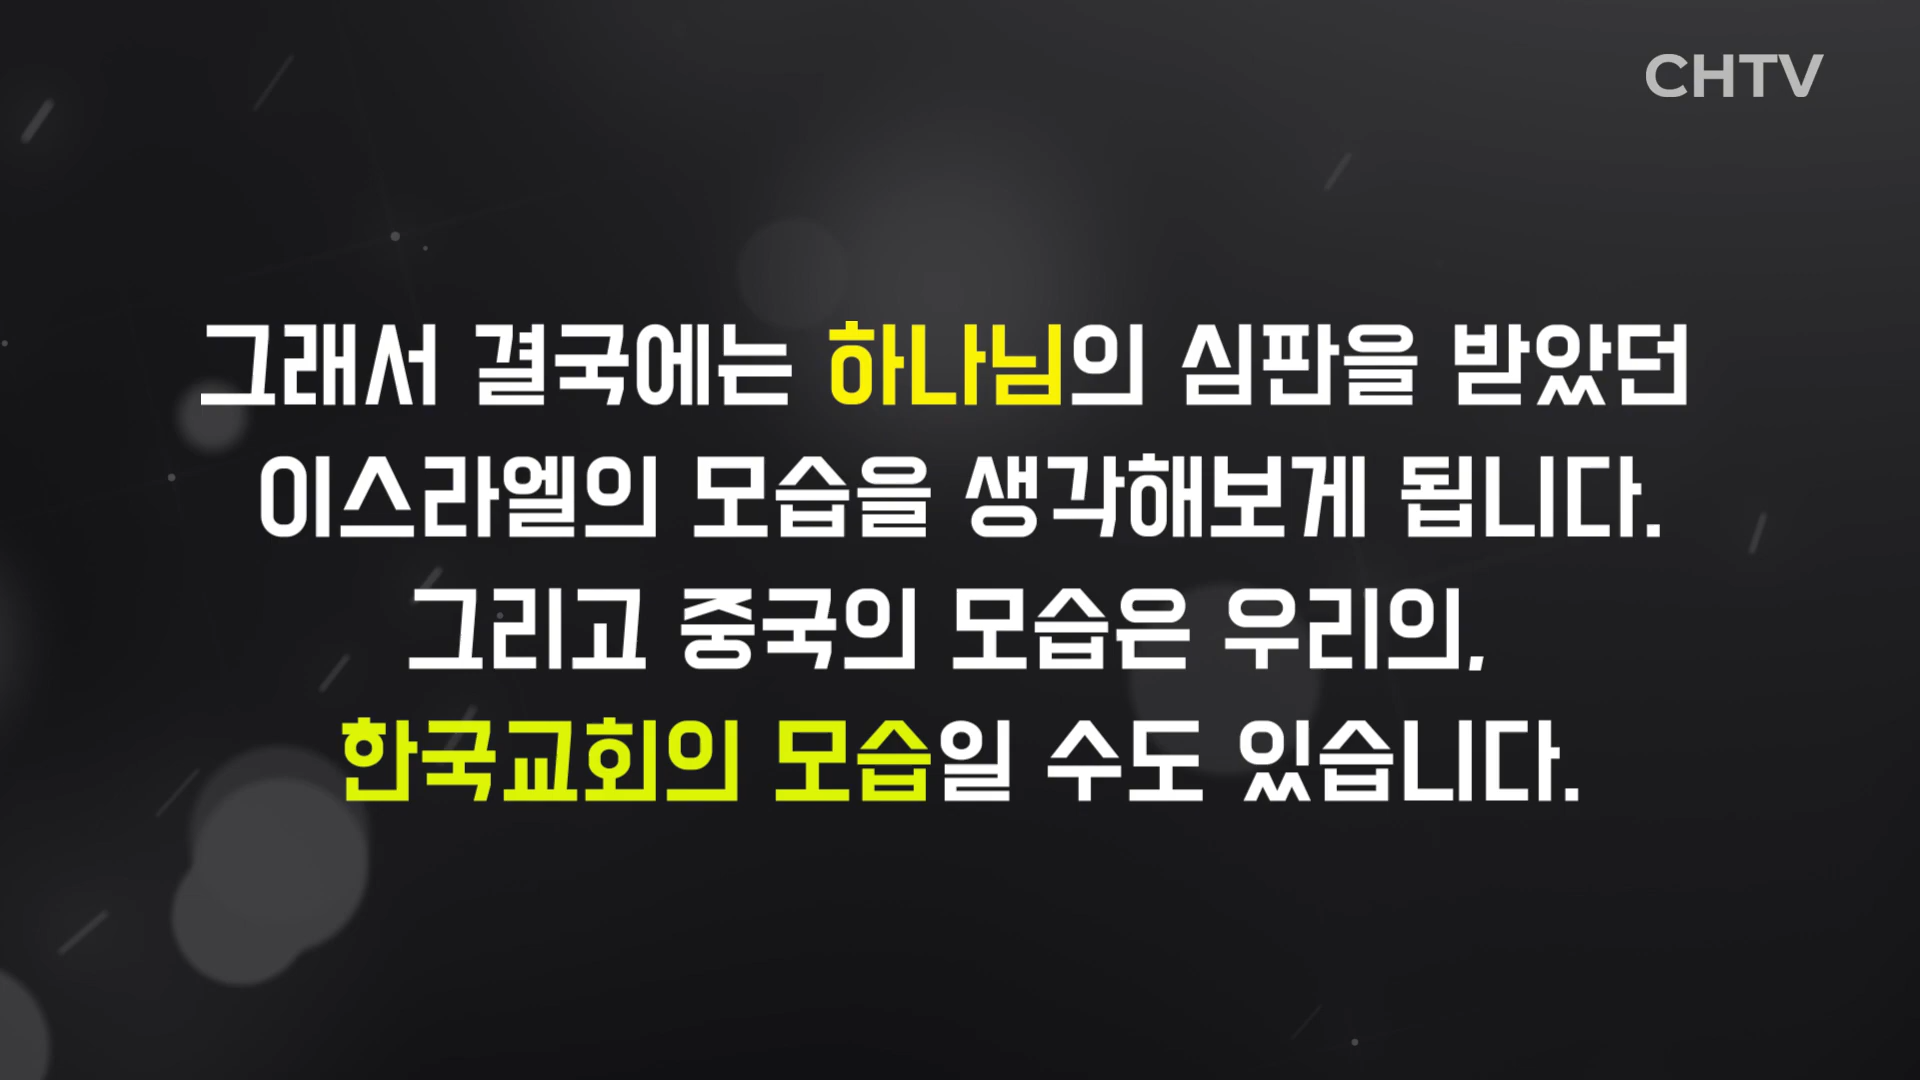 CHTV
그래서 결국에는 하나님의 심판을 받았던
이스라엘의 모습을 생각해보게 됩니다.
그리고 중국의 모습은 우리의,
한국교회의 모습일 수도 있습니다.